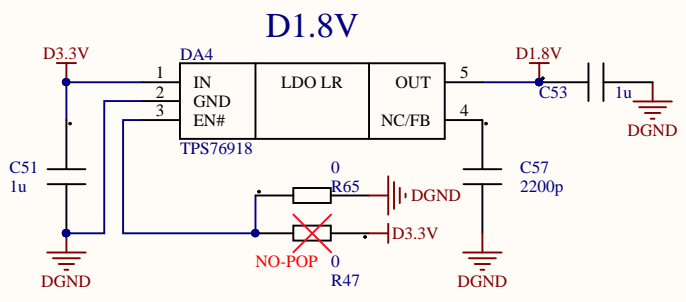 D1.8V
D3.3V
DA4
D1.8V
1
IN
LDO LR
OUT
5
2
GND
C53
1u
3
EN#
NC/FB
4
DGND
TPS76918
C51
1u
0
R65
DGND
C57
2200p
D3.3V
NO-POP
0
R47
DGND
DGND